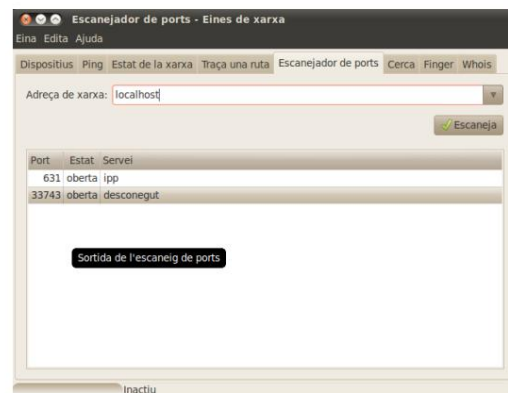 Escanejador de ports - Eines de xarxa
Eina Edita Ajuda
Dispositius Ping Estat de la xarxa Traça una ruta Escanejador de ports Cerca Finger Whois
Adreça de xarxa: localhost
Escaneja
Port Estat Servei
631 oberta ipp
33743 oberta desconegut
Sortida de l'escaneig de ports
Inactiu